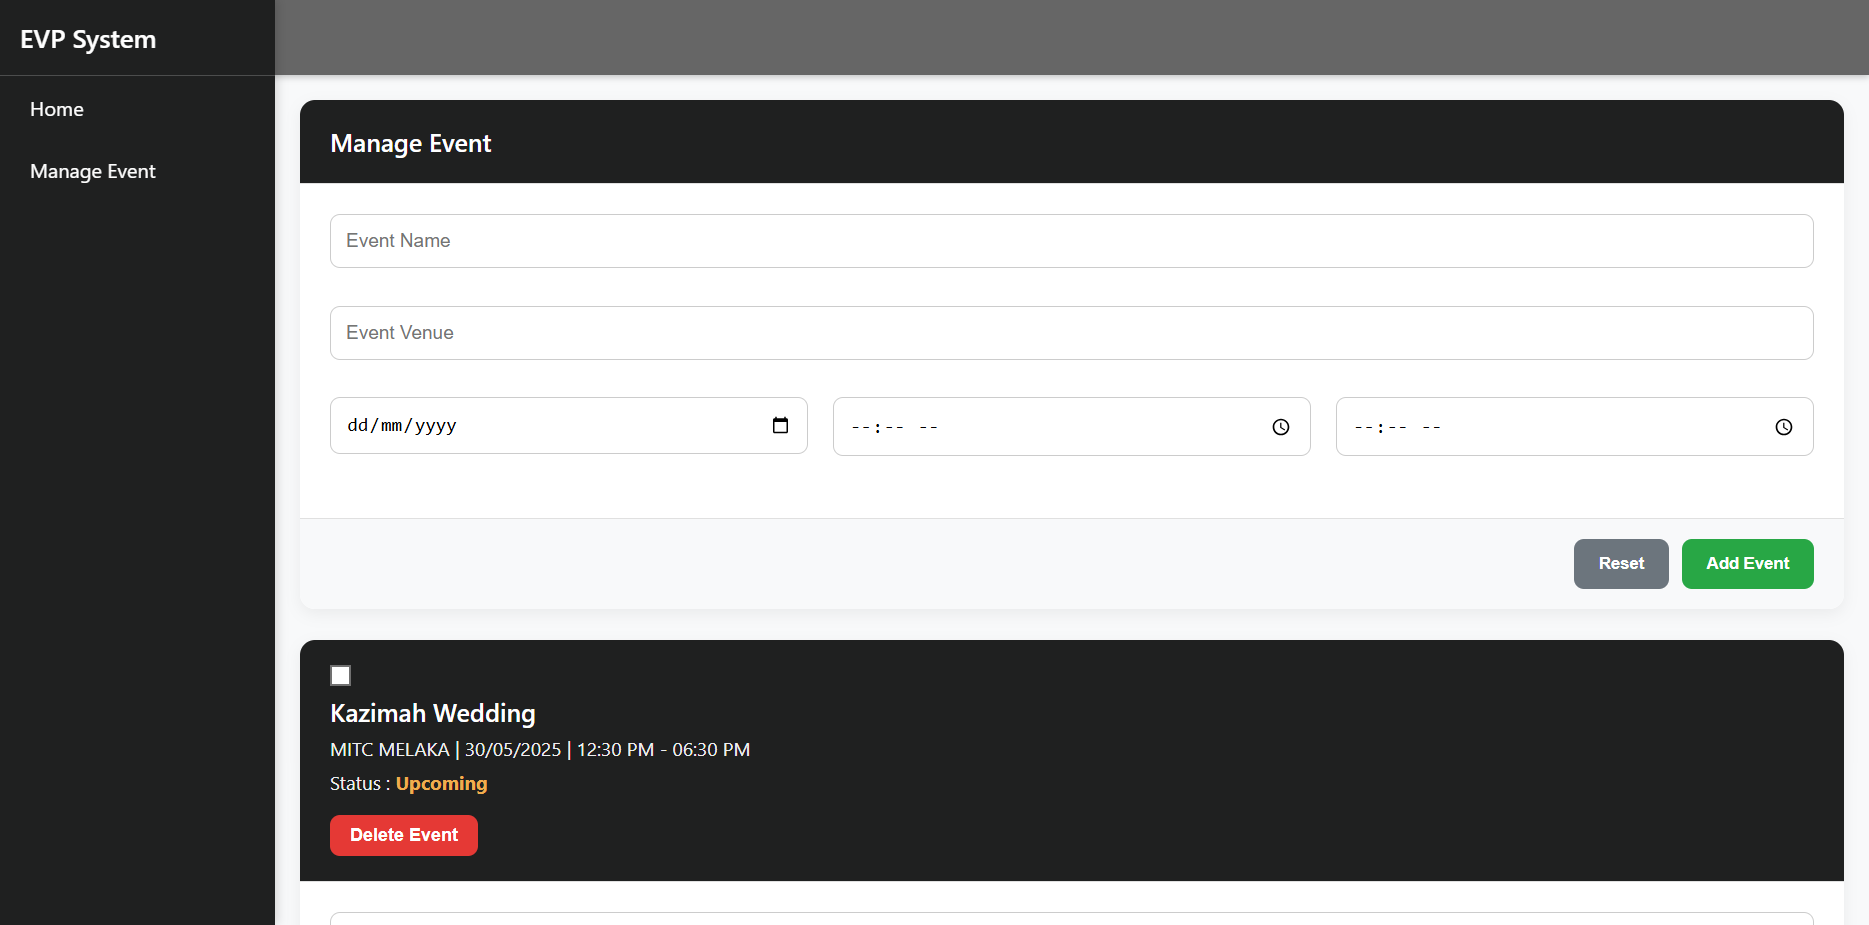 EVP System
Home
Manage Event
Manage Event
Event Name
Event Venue
dd/mm/yyyy
--:-- --
--:-- --
Reset
Add Event
Kazimah Wedding
MITC MELAKA | 30/05/2025 | 12:30 PM - 06:30 PM
Status : Upcoming
Delete Event